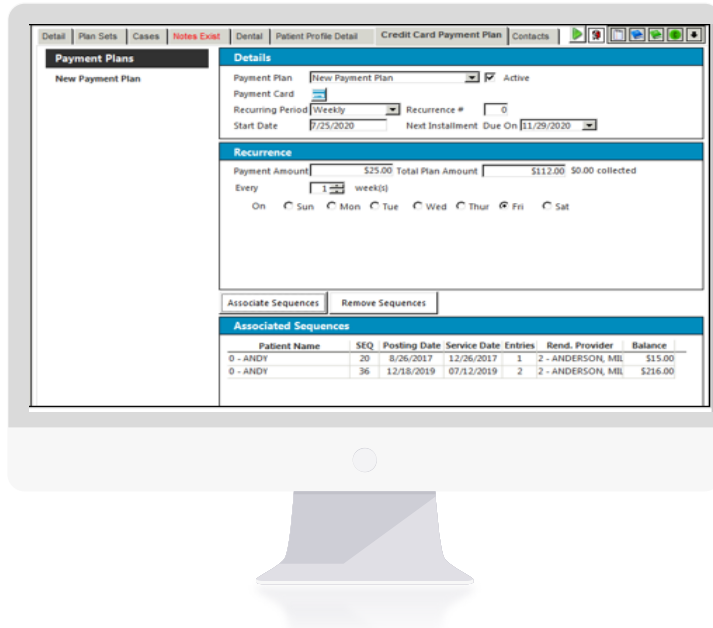 Detail Plan Sets Cases Notes Exist Dental Patient Profile Detail Credit Card Payment Plan Contacts
Payment Plans
New Payment Plan
Details
Payment Plan New Payment Plan Active
Payment Card
Recurring Period Weekly Recurrence # 0
Start Date 7/25/2020 Next Installment Due On 11/29/2020
Recurrence
Payment Amount $25.00 Total Plan Amount $112.00 $0.00 collected
Every 1 week(s)
On Sun Mon Tue Wed Thur Fri Sat
Associate Sequences Remove Sequences
Associated Sequences
Patient Name SEQ Posting Date Service Date Entries Rend. Provider Balance
0 - ANDY 20 8/26/2017 12/26/2017 1 2 - ANDERSON, MIL $15.00
0 - ANDY 36 12/18/2019 07/12/2019 2 2 - ANDERSON, MIL $216.00